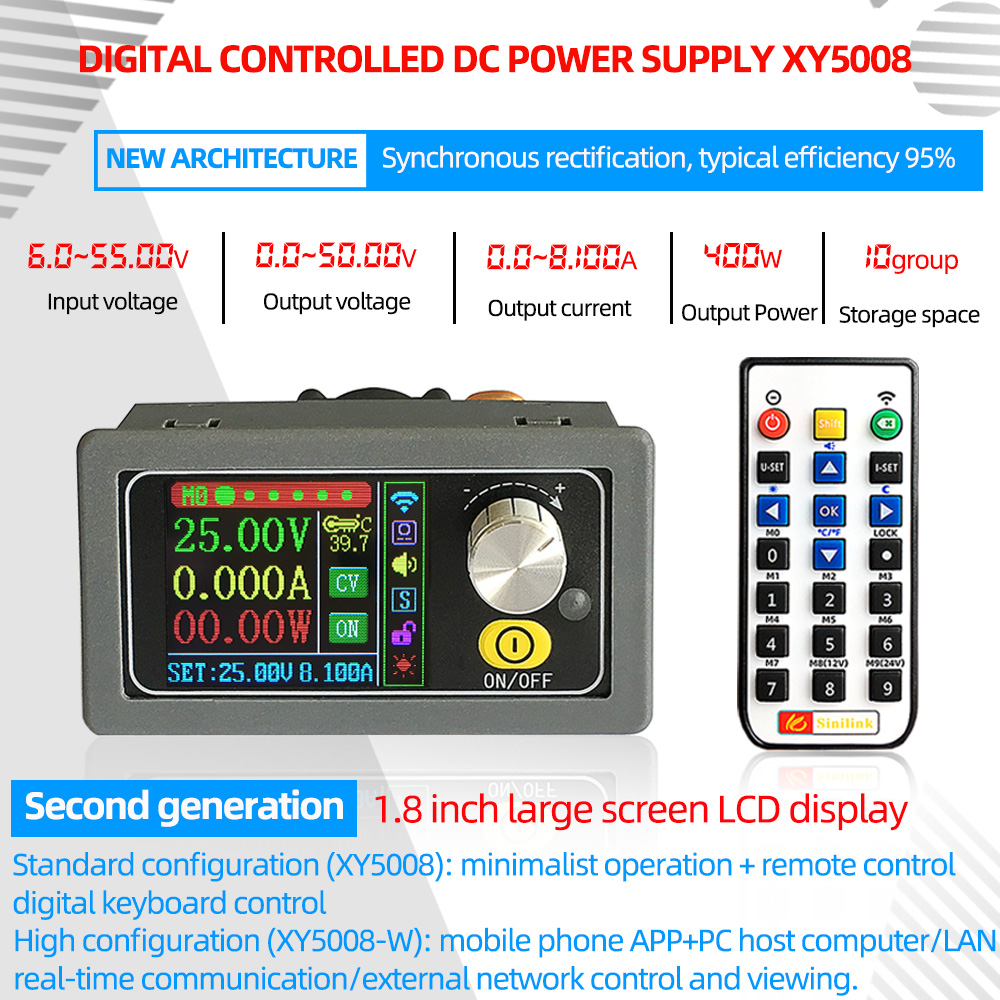 DIGITAL CONTROLLED DC POWER SUPPLY XY5008
NEW ARCHITECTURE Synchronous rectification, typical efficiency 95%
6.0~55.00V 0.0~50.00V 0.0~8.100A 400W 10group
Input voltage Output voltage Output current Output Power Storage space
M0
25.00V
°C
39.7
0.000A
CV
00.00W
ON
SET:25.00V 8.100A
S
- +
ON/OFF
Shift
U-SET I-SET
OK
M0 °C/°F LOCK
0
M1 M2 M3
1 2 3
M4 M5 M6
4 5 6
M7 M8(12V) M9(24V)
7 8 9
Sinilink
Second generation 1.8 inch large screen LCD display
Standard configuration (XY5008): minimalist operation + remote control
digital keyboard control
High configuration (XY5008-W): mobile phone APP+PC host computer/LAN
real-time communication/external network control and viewing.